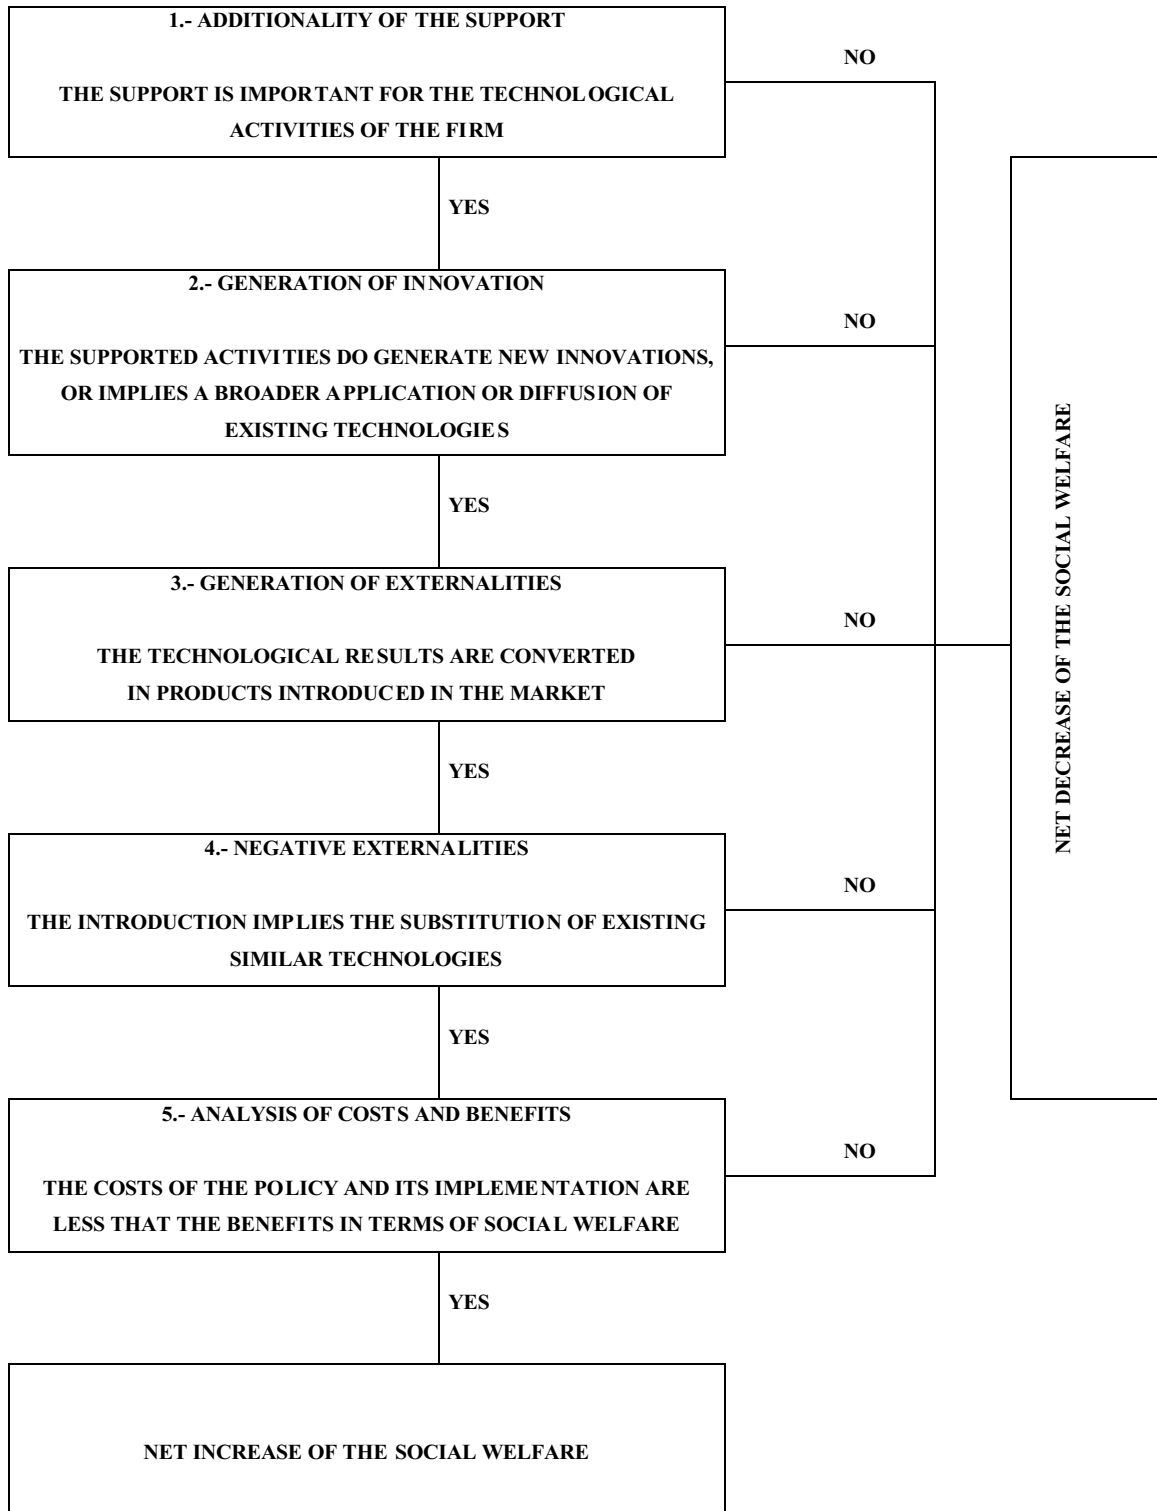 1.- ADDITIONALITY OF THE SUPPORT
THE SUPPORT IS IMPORTANT FOR THE TECHNOLOGICAL
ACTIVITIES OF THE FIRM
NO
YES
2.- GENERATION OF INNOVATION
THE SUPPORTED ACTIVITIES DO GENERATE NEW INNOVATIONS,
OR IMPLIES A BROADER APPLICATION OR DIFFUSION OF
EXISTING TECHNOLOGIES
NO
YES
3.- GENERATION OF EXTERNALITIES
THE TECHNOLOGICAL RESULTS ARE CONVERTED
IN PRODUCTS INTRODUCED IN THE MARKET
NO
YES
4.- NEGATIVE EXTERNALITIES
THE INTRODUCTION IMPLIES THE SUBSTITUTION OF EXISTING
SIMILAR TECHNOLOGIES
NO
YES
5.- ANALYSIS OF COSTS AND BENEFITS
THE COSTS OF THE POLICY AND ITS IMPLEMENTATION ARE
LESS THAT THE BENEFITS IN TERMS OF SOCIAL WELFARE
NO
YES
NET INCREASE OF THE SOCIAL WELFARE
NET DECREASE OF THE SOCIAL WELFARE